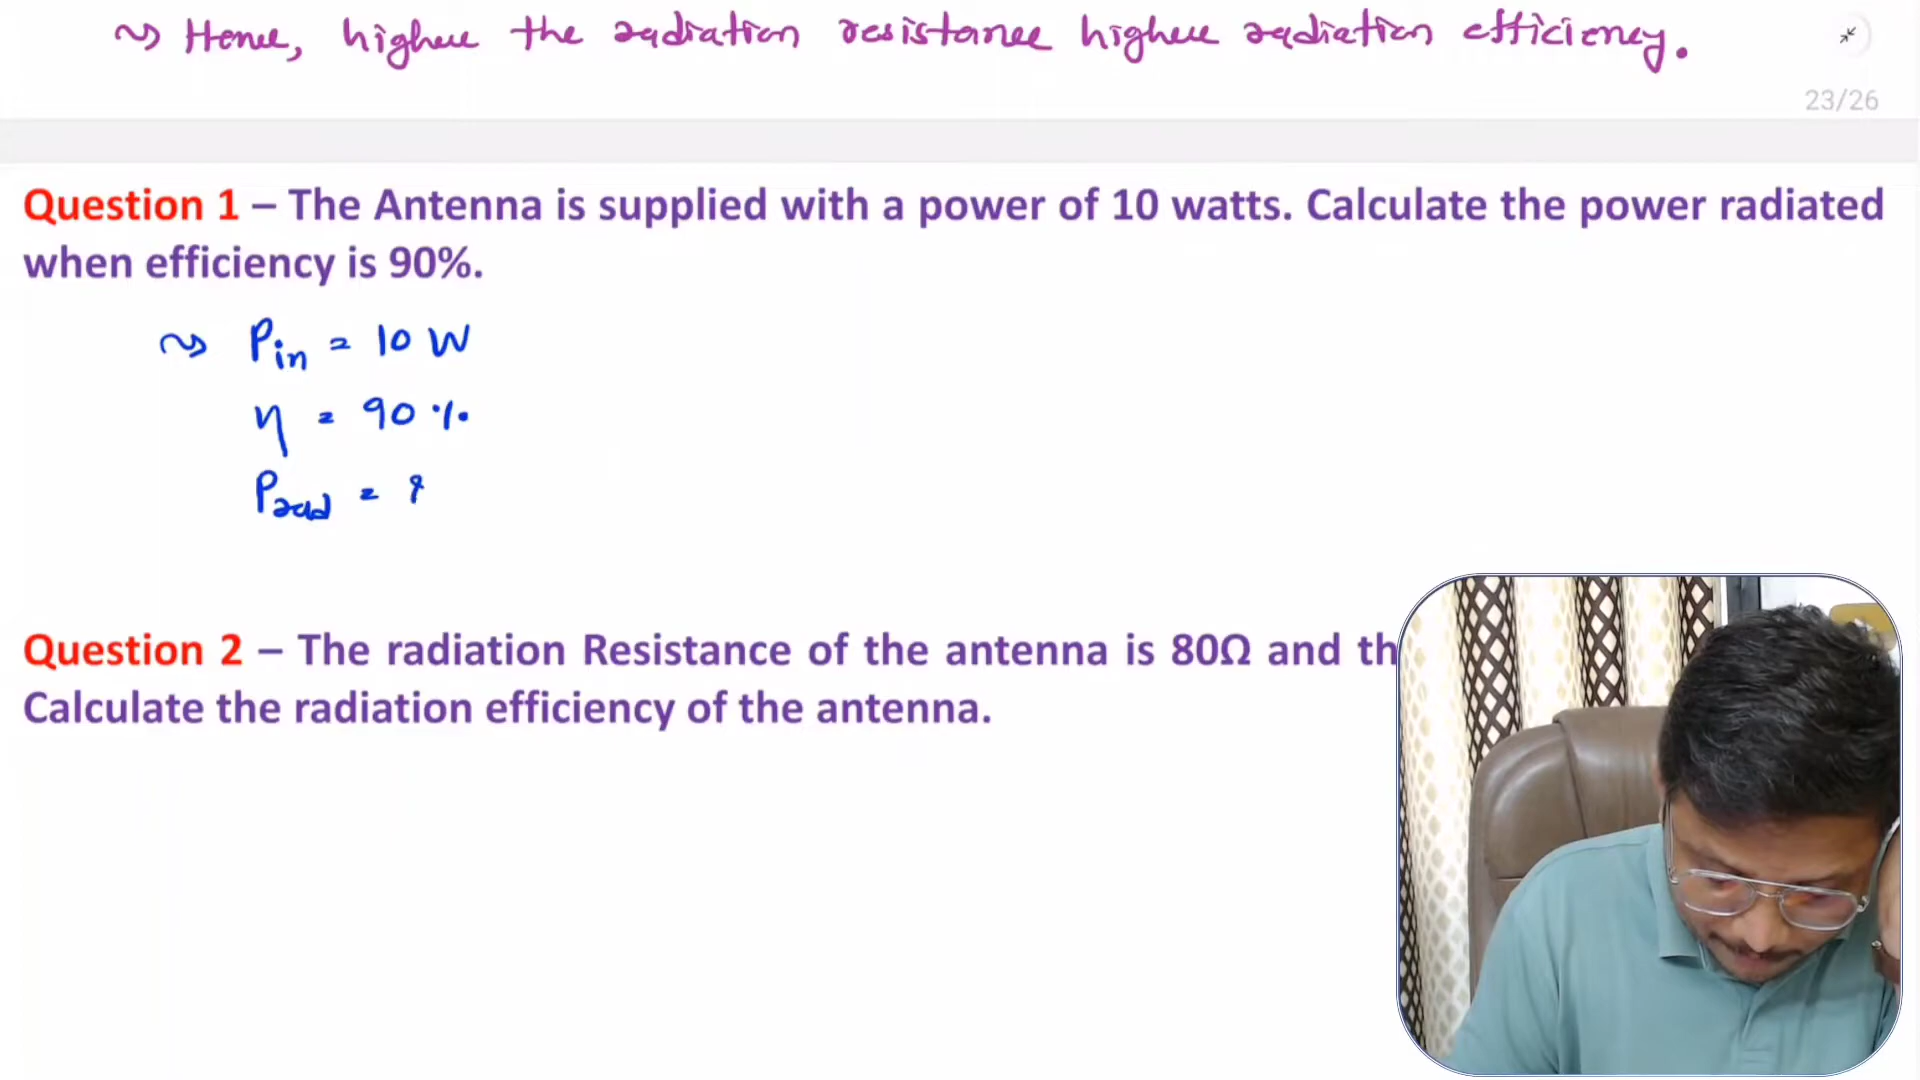 ~> Hence, higher the radiation resistance higher radiation efficiency.
23/26
Question 1 – The Antenna is supplied with a power of 10 watts. Calculate the power radiated
when efficiency is 90%.
~> Pin = 10 W
η = 90 %
Prad = ?
Question 2 – The radiation Resistance of the antenna is 80Ω and th
Calculate the radiation efficiency of the antenna.